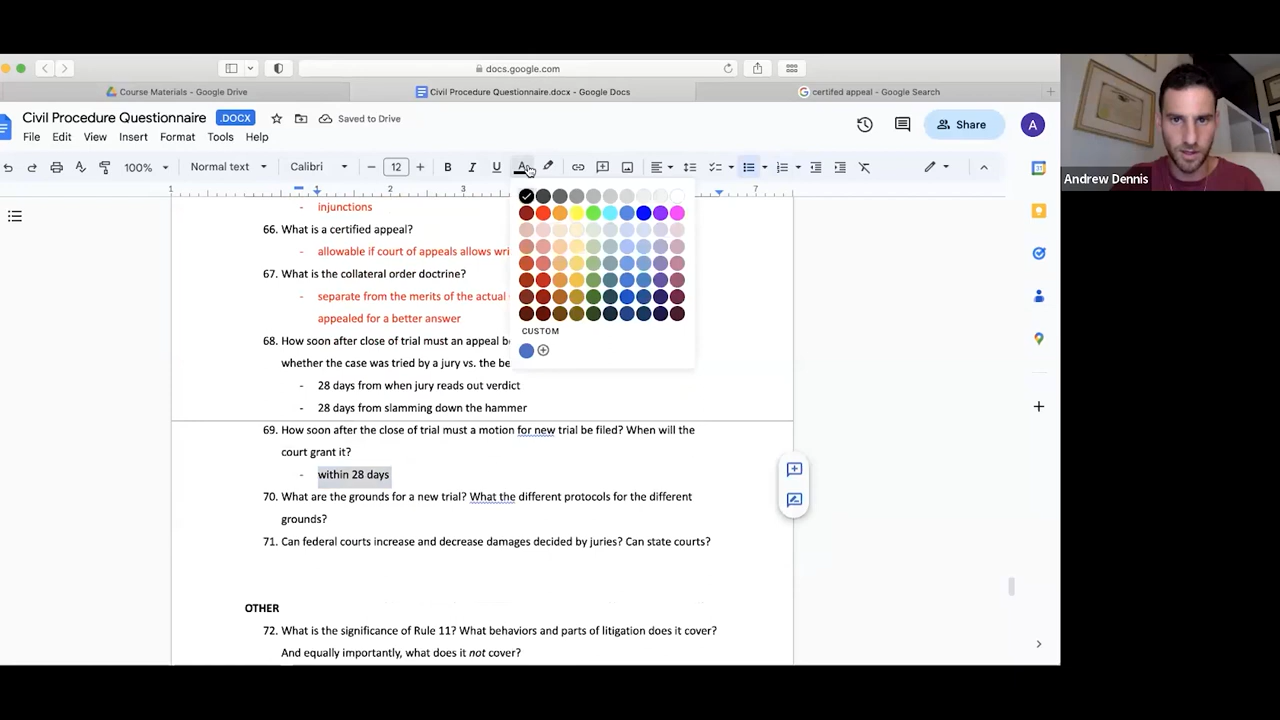 docs.google.com
Course Materials - Google Drive
Civil Procedure Questionnaire.docx - Google Docs
certifed appeal - Google Search
Civil Procedure Questionnaire
.DOCX
Saved to Drive
File Edit View Insert Format Tools Extensions Help
Share
A
100%
Normal text
Calibri
12
B I U A
1 1 2 3 7
injunctions
66. What is a certified appeal?
- allowable if court of appeals allows wri
67. What is the collateral order doctrine?
- separate from the merits of the actual
appealed for a better answer
68. How soon after close of trial must an appeal b
whether the case was tried by a jury vs. the be
- 28 days from when jury reads out verdict
- 28 days from slamming down the hammer
69. How soon after the close of trial must a motion for new trial be filed? When will the
court grant it?
- within 28 days
70. What are the grounds for a new trial? What the different protocols for the different
grounds?
71. Can federal courts increase and decrease damages decided by juries? Can state courts?
OTHER
72. What is the significance of Rule 11? What behaviors and parts of litigation does it cover?
And equally importantly, what does it not cover?
CUSTOM
Andrew Dennis